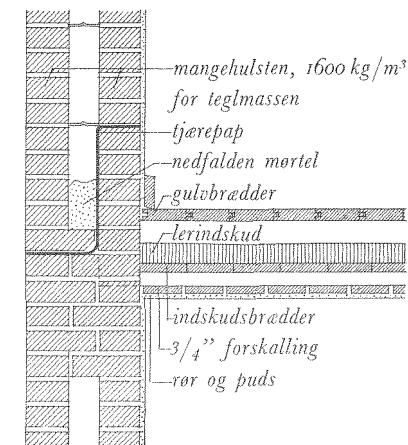 mangehulsten, 1600 kg/m³
for teglmassen
tjærepap
nedfalden mørtel
gulvbrædder
lerindskud
indskudsbrædder
3/4" forskalling
rør og puds